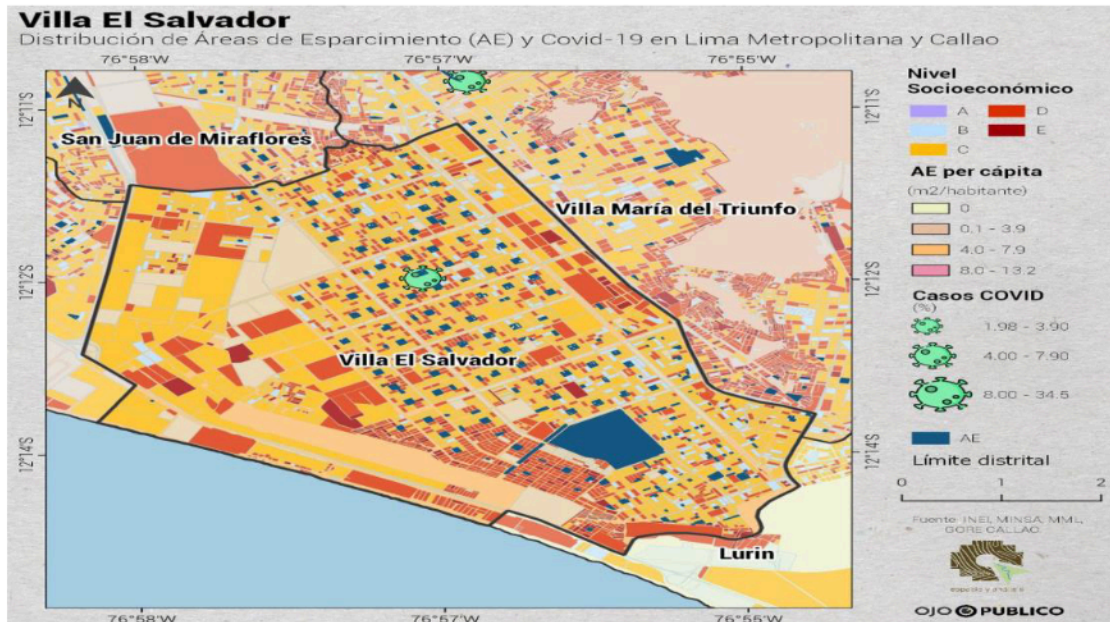 Villa El Salvador
Distribución de Áreas de Esparcimiento (AE) y Covid-19 en Lima Metropolitana y Callao
76°58'W 76°57'W 76°55'W
12°11'S 12°11'S
San Juan de Miraflores
Villa María del Triunfo
12°12'S 12°12'S
Villa El Salvador
12°14'S 12°14'S
Lurin
76°58'W 76°57'W 76°55'W
N
Nivel
Socioeconómico
A D
B E
C
AE per cápita
(m2/habitante)
0
0.1 - 3.9
4.0 - 7.9
8.0 - 13.2
Casos COVID
(%)
1.98 - 3.90
4.00 - 7.90
8.00 - 34.5
AE
Límite distrital
0 1 2
Fuente: INEI, MINSA, MML,
GORE CALLAO
OJO PUBLICO